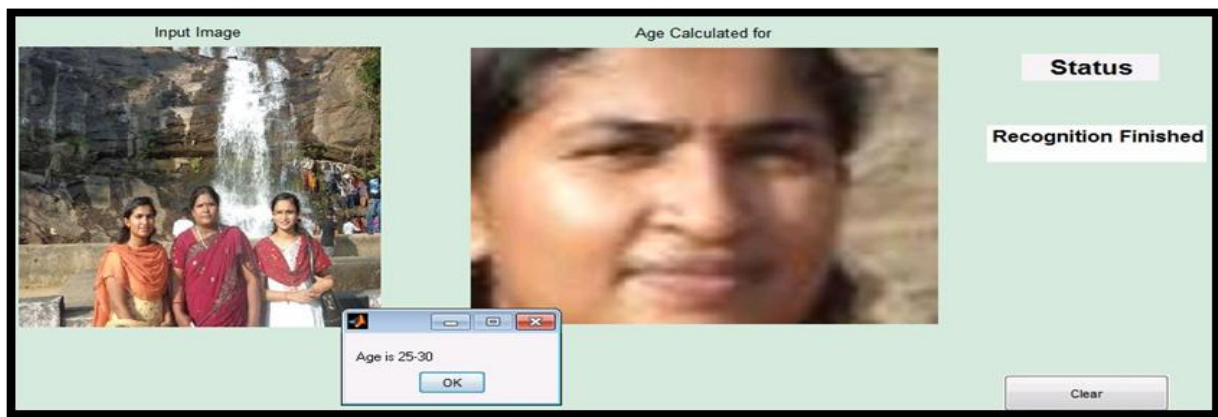 Input Image
Age Calculated for
Status
Recognition Finished
Age is 25-30
OK
Clear